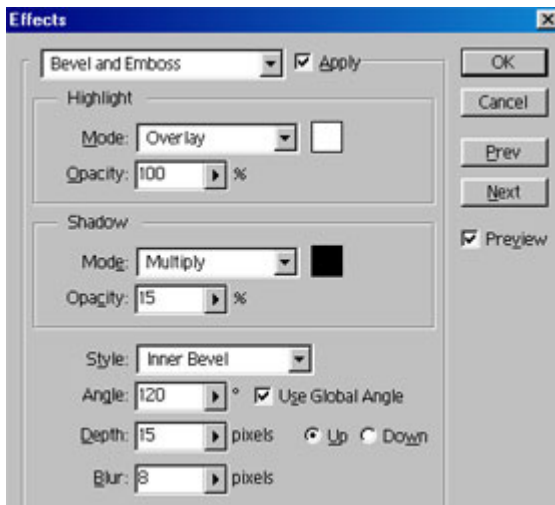 Effects
Bevel and Emboss Apply OK
Highlight
Cancel
Mode: Overlay
Prev
Opacity: 100 %
Next
Shadow
Preview
Mode: Multiply
Opacity: 15 %
Style: Inner Bevel
Angle: 120 ° Use Global Angle
Depth: 15 pixels Up Down
Blur: 8 pixels